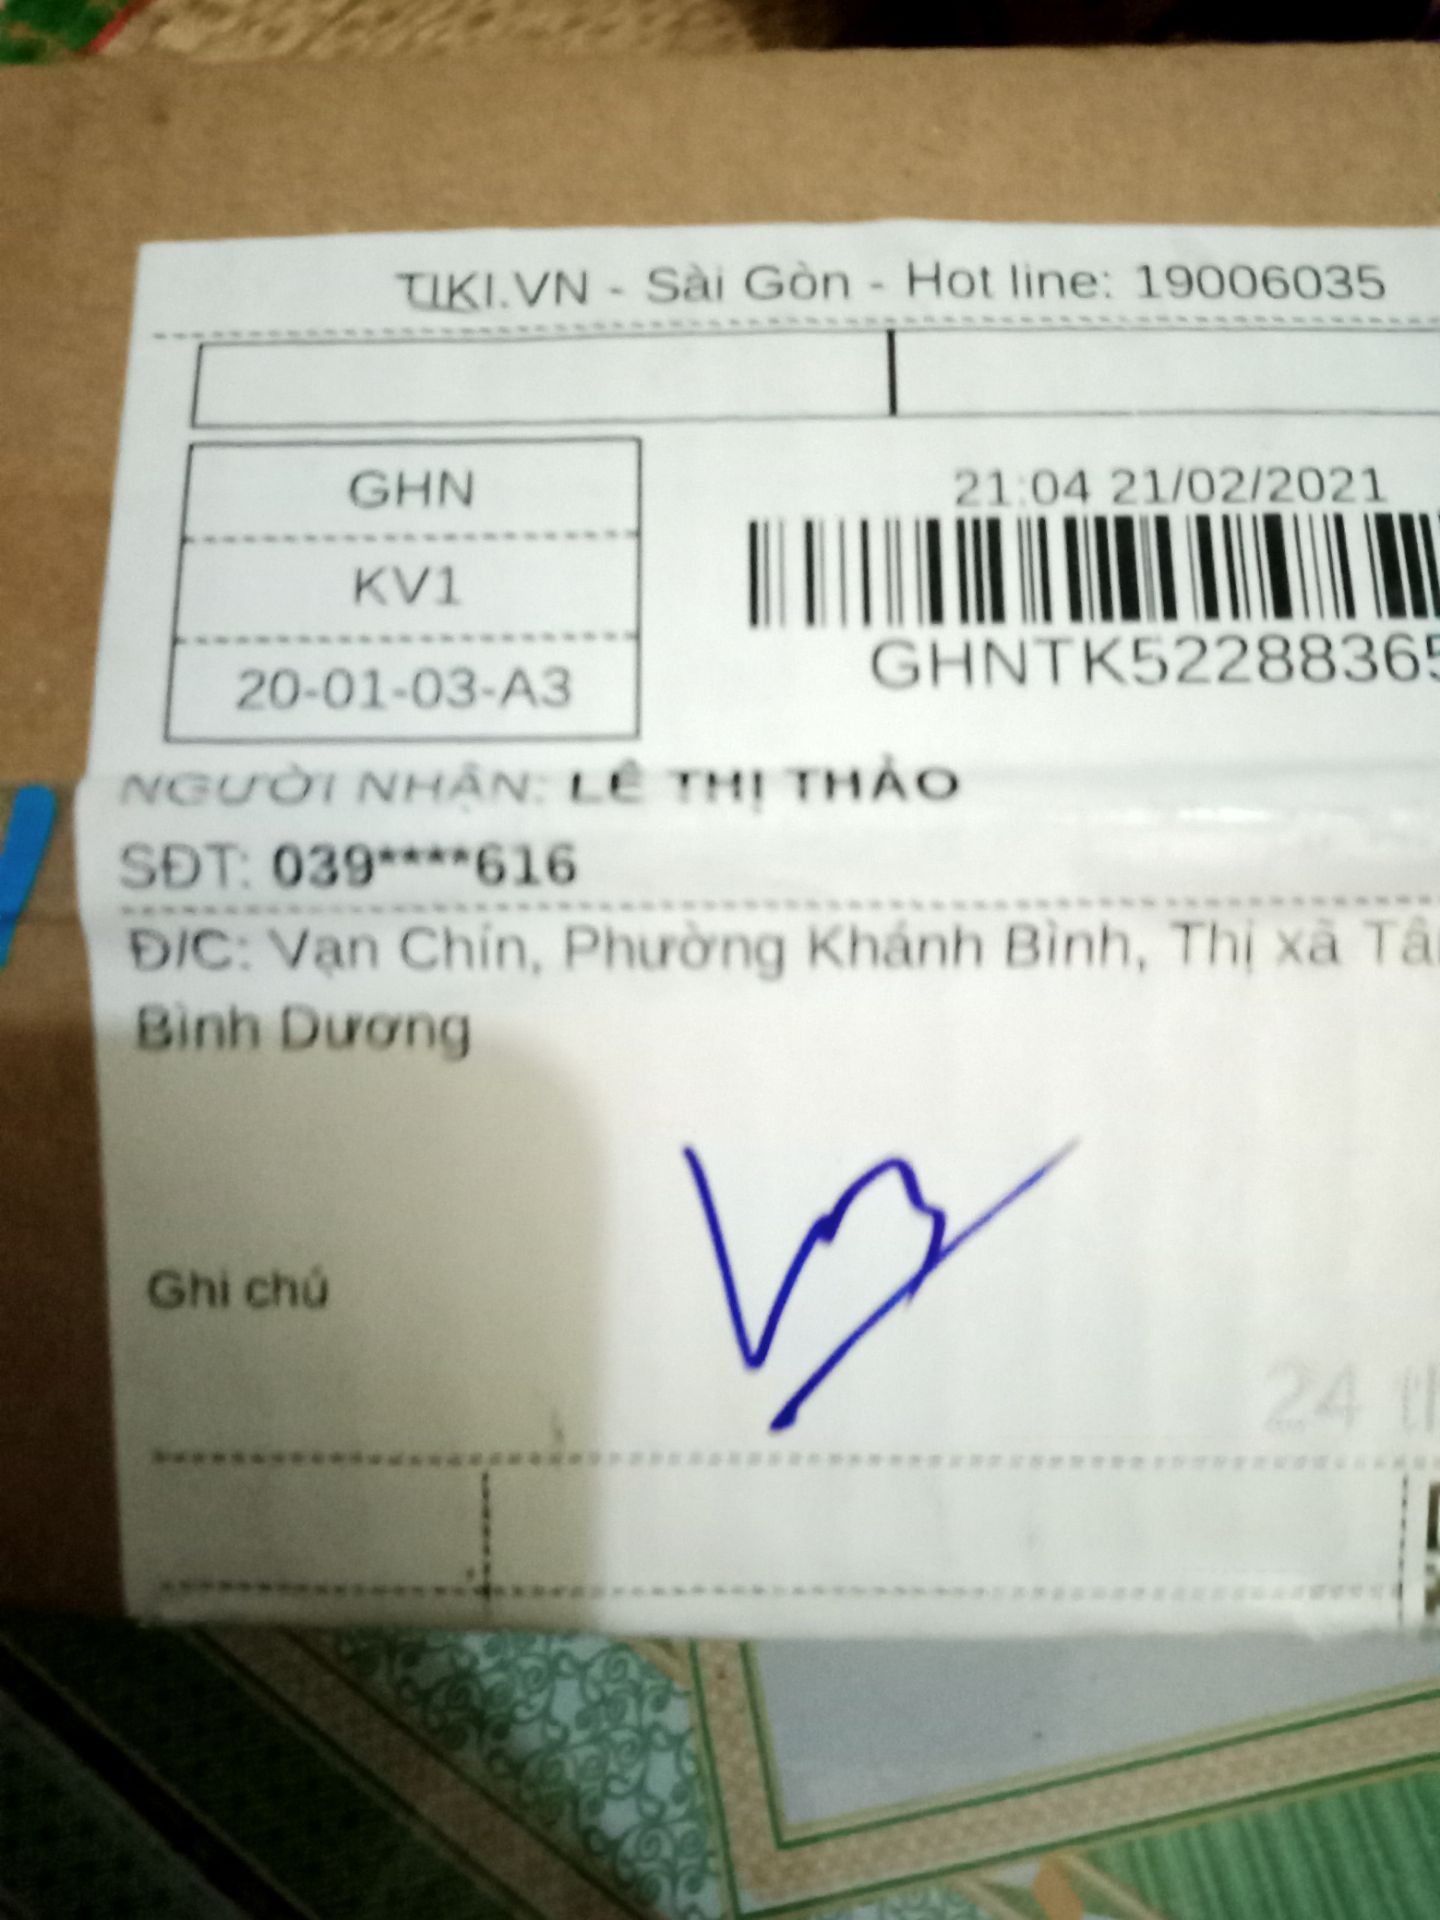 TIKI.VN - Sài Gòn - Hot line: 19006035
GHN
KV1
20-01-03-A3
21:04 21/02/2021
GHNTK52288365
NGƯỜI NHẬN: LÊ THỊ THẢO
SĐT: 039****616
Đ/C: Vạn Chín, Phường Khánh Bình, Thị xã Tâ
Bình Dương
Ghi chú
24